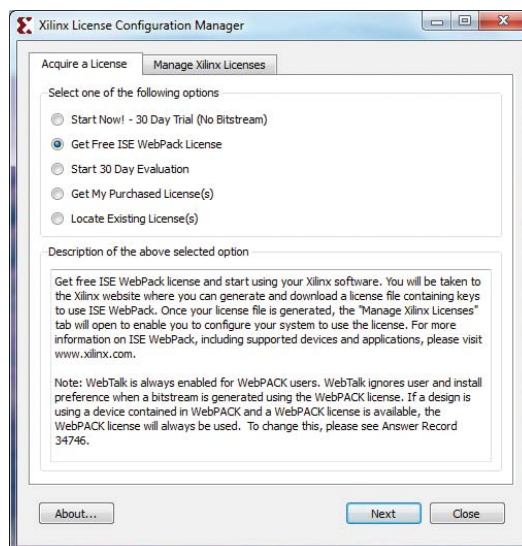 Xilinx License Configuration Manager
Acquire a License
Manage Xilinx Licenses
Select one of the following options
Start Now! - 30 Day Trial (No Bitstream)
Get Free ISE WebPack License
Start 30 Day Evaluation
Get My Purchased License(s)
Locate Existing License(s)
Description of the above selected option
Get free ISE WebPack license and start using your Xilinx software. You will be taken
to the Xilinx website where you can generate and download a license file containing keys
to use ISE WebPack. Once your license file is generated, the "Manage Xilinx Licenses"
tab will open to enable you to configure your system to use the license. For more
information on ISE WebPack, including supported devices and applications, please visit
www.xilinx.com.
Note: WebTalk is always enabled for WebPACK users. WebTalk ignores user and install
preference when a bitstream is generated using the WebPACK license. If a design is
using a device contained in WebPACK and a WebPACK license is available, the
WebPACK license will always be used. To change this, please see Answer Record
34746.
About...
Next
Close